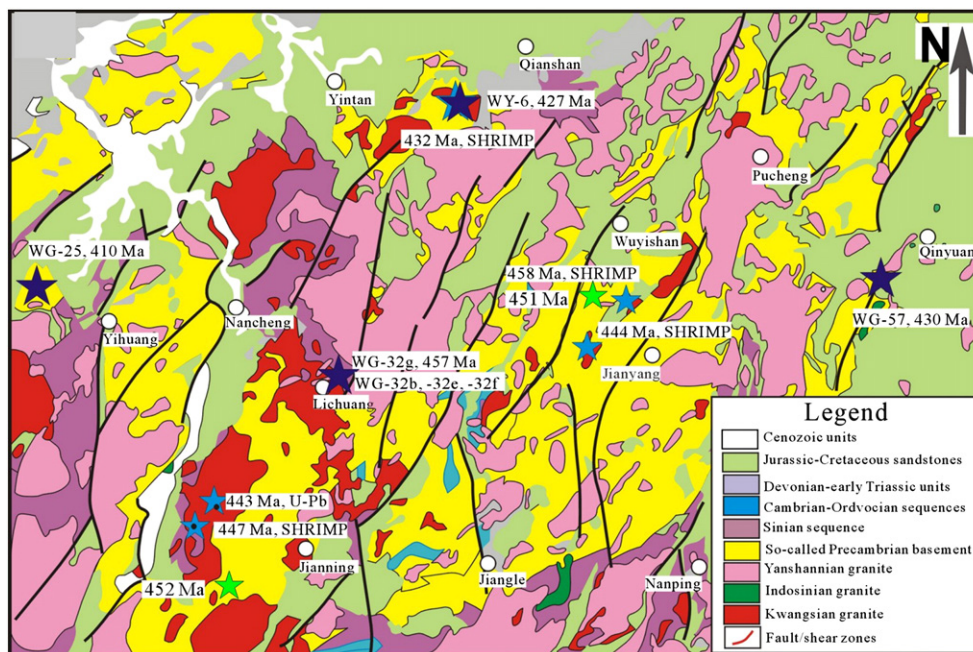 N
Qianshan
Yintan
WY-6, 427 Ma
432 Ma, SHRIMP
Pucheng
Wuyishan
Qinyuan
WG-25, 410 Ma
458 Ma, SHRIMP
451 Ma
Nancheng
Yihuang
WG-57, 430 Ma
444 Ma, SHRIMP
WG-32g, 457 Ma
Jianyang
WG-32b, -32e, -32f
Lichuang
Legend
Cenozoic units
Jurassic-Cretaceous sandstones
Devonian-early Triassic units
Cambrian-Ordvocian sequences
Sinian sequence
So-called Precambrian basement
Yanshannian granite
Indosinian granite
Kwangsian granite
Fault/shear zones
443 Ma, U-Pb
447 Ma, SHRIMP
Jianning
Jiangle
Nanping
452 Ma